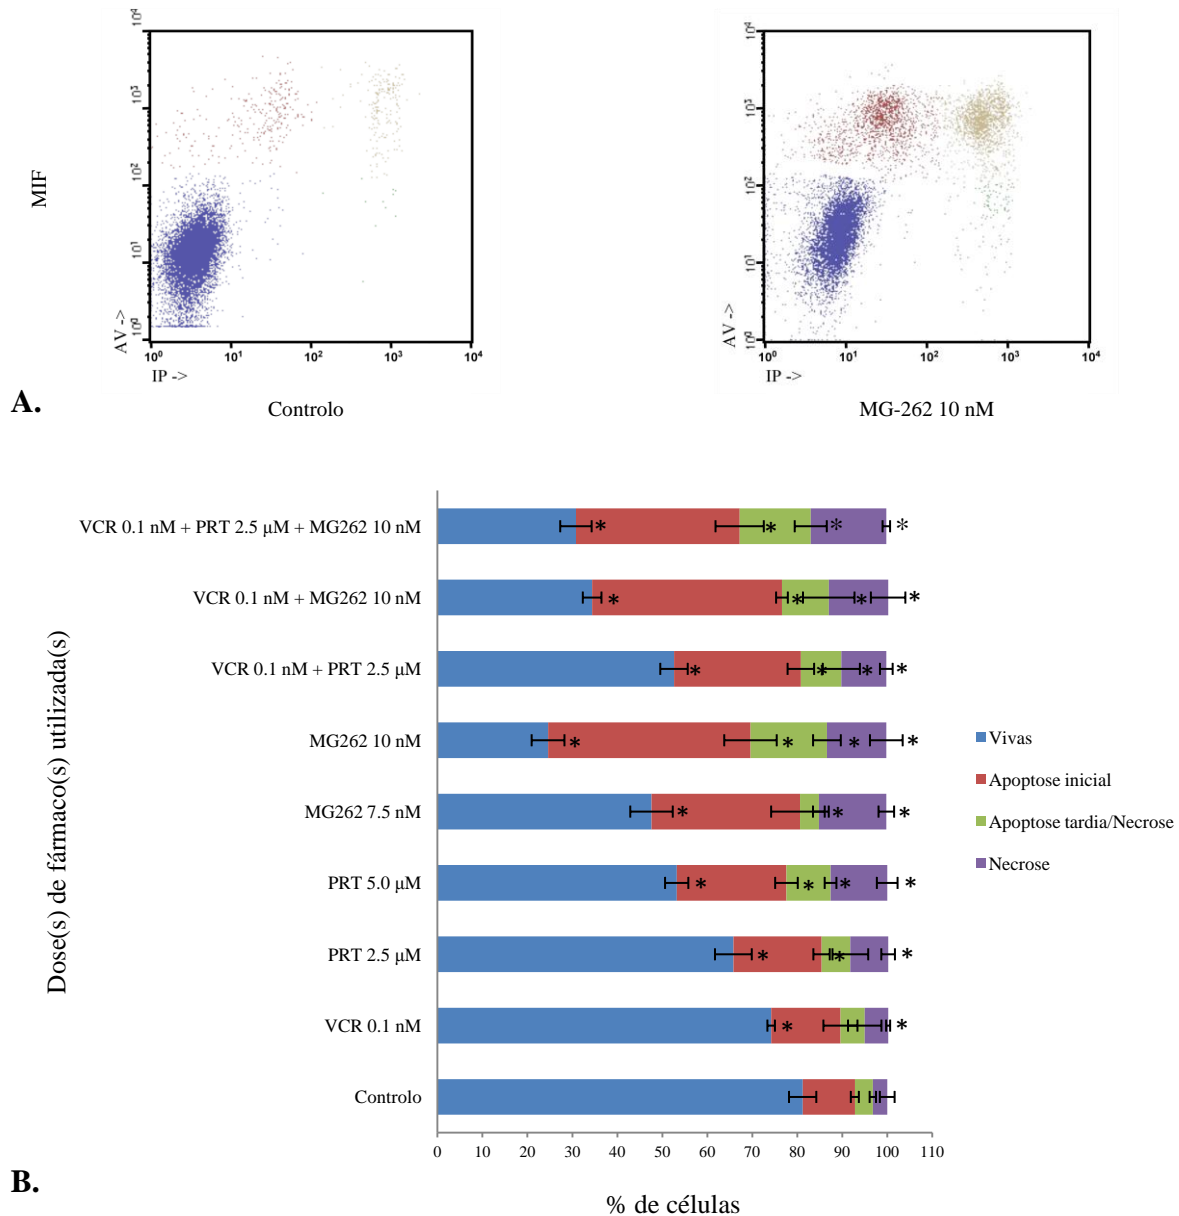 10⁴ 10⁴
10³ 10³
MIF
10² 10²
10¹ 10¹
10⁰ 10⁰
AV -> AV ->
10⁰ 10¹ 10² 10³ 10⁴ 10⁰ 10¹ 10² 10³ 10⁴
IP -> IP ->
A.
Controlo MG-262 10 nM
Dose(s) de fármaco(s) utilizada(s)
VCR 0.1 nM + PRT 2.5 µM + MG262 10 nM * * * *
VCR 0.1 nM + MG262 10 nM * * * *
VCR 0.1 nM + PRT 2.5 µM * * * *
MG262 10 nM * * * *
MG262 7.5 nM * * *
PRT 5.0 µM * * * *
PRT 2.5 µM * * *
VCR 0.1 nM * *
Controlo
Vivas
Apoptose inicial
Apoptose tardia/Necrose
Necrose
0 10 20 30 40 50 60 70 80 90 100 110
B.
% de células